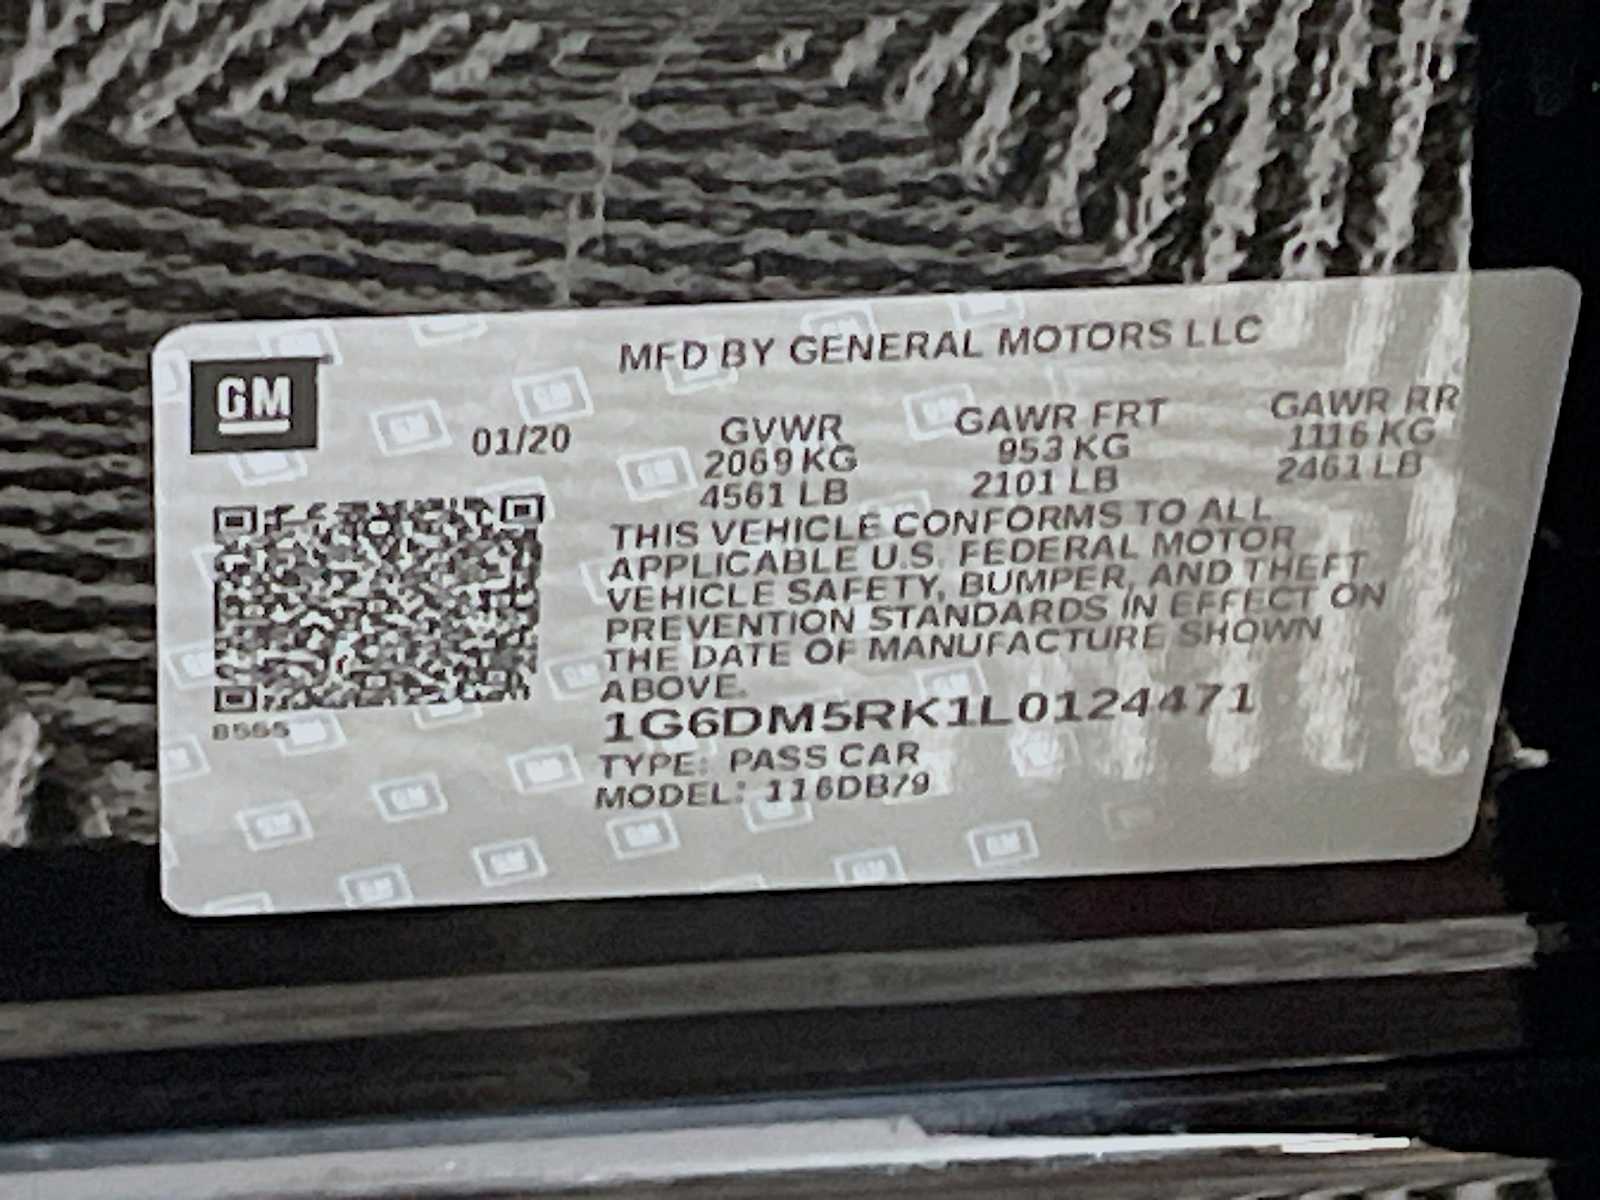 GM
MFD BY GENERAL MOTORS LLC
01/20
GVWR
2069 KG
4561 LB
GAWR FRT
953 KG
2101 LB
GAWR RR
1116 KG
2461 LB
THIS VEHICLE CONFORMS TO ALL
APPLICABLE U.S. FEDERAL MOTOR
VEHICLE SAFETY, BUMPER, AND THEFT
PREVENTION STANDARDS IN EFFECT ON
THE DATE OF MANUFACTURE SHOWN
ABOVE.
1G6DM5RK1L0124471
TYPE: PASS CAR
MODEL: 116DB79